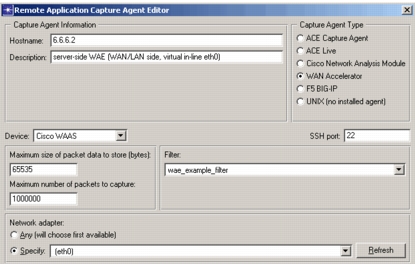 Remote Application Capture Agent Editor
Capture Agent Information
Hostname: 6.6.6.2
Description: server-side WAE (WAN/LAN side, virtual in-line eth0)
Capture Agent Type
ACE Capture Agent
ACE Live
Cisco Network Analysis Module
WAN Accelerator
F5 BIG-IP
UNIX (no installed agent)
Device: Cisco WAAS
SSH port: 22
Maximum size of packet data to store (bytes):
65535
Maximum number of packets to capture:
1000000
Filter:
wae_example_filter
Network adapter:
Any (will choose first available)
Specify: (eth0)
Refresh